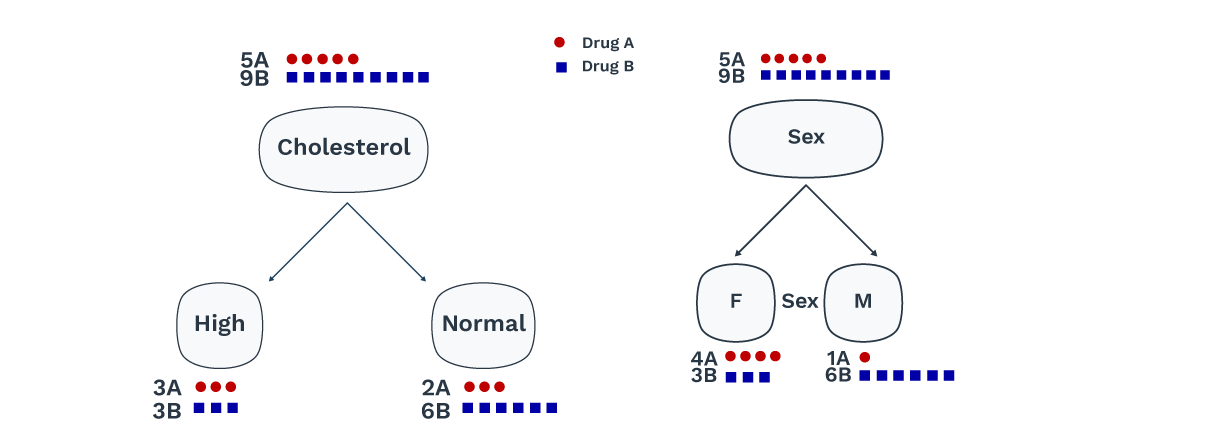 5A
9B
Cholesterol
High
Normal
3A
3B
2A
6B
Drug A
Drug B
5A
9B
Sex
F
Sex
M
4A
3B
1A
6B